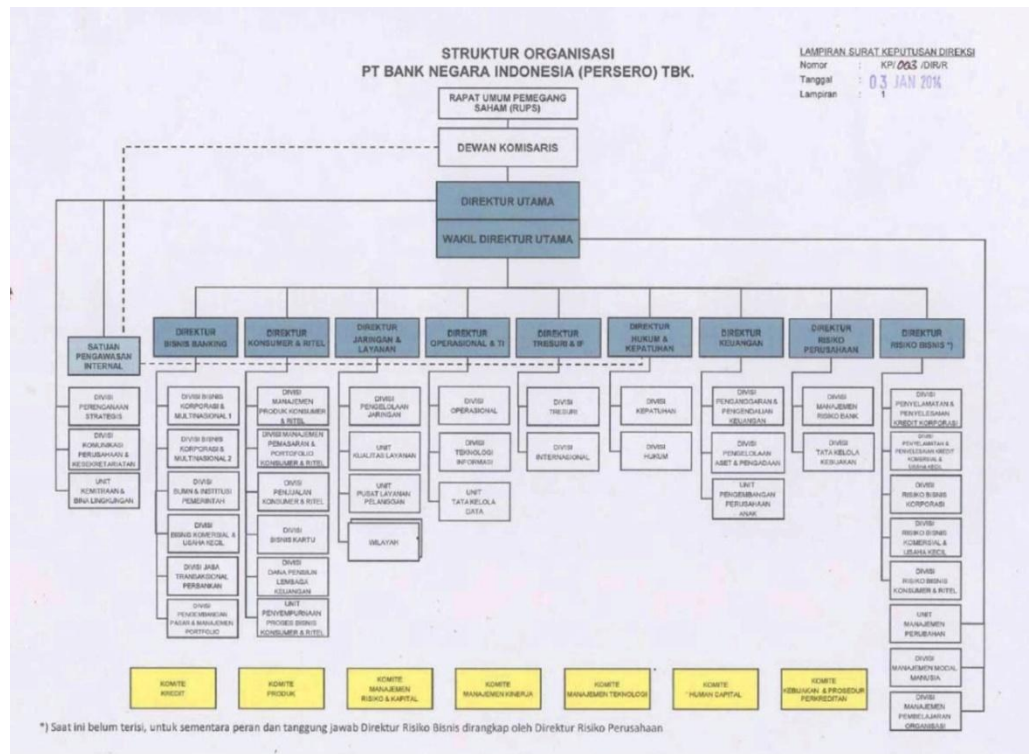 STRUKTUR ORGANISASI
PT BANK NEGARA INDONESIA (PERSERO) TBK.
LAMPIRAN SURAT KEPUTUSAN DIREKSI
Nomor : KP/ 003 /DIR/R
Tanggal : 03 JAN 2014
Lampiran : 1
RAPAT UMUM PEMEGANG
SAHAM (RUPS)
DEWAN KOMISARIS
DIREKTUR UTAMA
WAKIL DIREKTUR UTAMA
SATUAN
PENGAWASAN
INTERNAL
DIVISI
PERENCANAAN
STRATEGIS
DIVISI
KOMUNIKASI
PERUSAHAAN &
KESEKRETARIATAN
UNIT
KEMITRAAN &
BINA LINGKUNGAN
DIREKTUR
BISNIS BANKING
DIVISI BISNIS
KORPORASI &
MULTINASIONAL 1
DIVISI BISNIS
KORPORASI &
MULTINASIONAL 2
DIVISI
BUMN & INSTITUSI
PEMERINTAH
DIVISI
BISNIS KOMERSIAL &
USAHA KECIL
DIVISI JASA
TRANSAKSIONAL
PERBANKAN
DIVISI
PENGEMBANGAN
PASAR & MANAJEMEN
PORTFOLIO
DIREKTUR
KONSUMER & RITEL
DIVISI
MANAJEMEN
PRODUK KONSUMER
& RITEL
DIVISI MANAJEMEN
PEMASARAN &
PORTOFOLIO
KONSUMER & RITEL
DIVISI
PENJUALAN
KONSUMER & RITEL
DIVISI
BISNIS KARTU
DIVISI
DANA PENSIUN
LEMBAGA
KEUANGAN
UNIT
PENYEMPURNAAN
PROSES BISNIS
KONSUMER & RITEL
DIREKTUR
JARINGAN &
LAYANAN
DIVISI
PENGELOLAAN
JARINGAN
UNIT
KUALITAS LAYANAN
UNIT
PUSAT LAYANAN
PELANGGAN
WILAYAH
DIREKTUR
OPERASIONAL & TI
DIVISI
OPERASIONAL
DIVISI
TEKNOLOGI
INFORMASI
UNIT
TATA KELOLA
DATA
DIREKTUR
TRESURI & IF
DIVISI
TRESURI
DIVISI
INTERNASIONAL
DIREKTUR
HUKUM &
KEPATUHAN
DIVISI
KEPATUHAN
DIVISI
HUKUM
DIREKTUR
KEUANGAN
DIVISI
PENGANGGARAN &
PENGENDALIAN
KEUANGAN
DIVISI
PENGELOLAAN
ASET & PENGADAAN
UNIT
PENGEMBANGAN
PERUSAHAAN
ANAK
DIREKTUR
RISIKO
PERUSAHAAN
DIVISI
MANAJEMEN
RISIKO BANK
DIVISI
TATA KELOLA
KEBIJAKAN
DIREKTUR
RISIKO BISNIS *)
DIVISI
PENYELAMATAN &
PENYELESAIAN
KREDIT KORPORASI
DIVISI
PENYELAMATAN &
PENYELESAIAN KREDIT
KOMERSIAL &
USAHA KECIL
DIVISI
RISIKO BISNIS
KORPORASI
DIVISI
RISIKO BISNIS
KOMERSIAL &
USAHA KECIL
DIVISI
RISIKO BISNIS
KONSUMER & RITEL
UNIT
MANAJEMEN
PERUBAHAN
DIVISI
MANAJEMEN MODAL
MANUSIA
DIVISI
MANAJEMEN
PEMBELAJARAN
ORGANISASI
KOMITE
KREDIT
KOMITE
PRODUK
KOMITE
MANAJEMEN
RISIKO & KAPITAL
KOMITE
MANAJEMEN KINERJA
KOMITE
MANAJEMEN TEKNOLOGI
KOMITE
HUMAN CAPITAL
KOMITE
KEBIJAKAN & PROSEDUR
PERKREDITAN
*) Saat ini belum terisi, untuk sementara peran dan tanggung jawab Direktur Risiko Bisnis dirangkap oleh Direktur Risiko Perusahaan